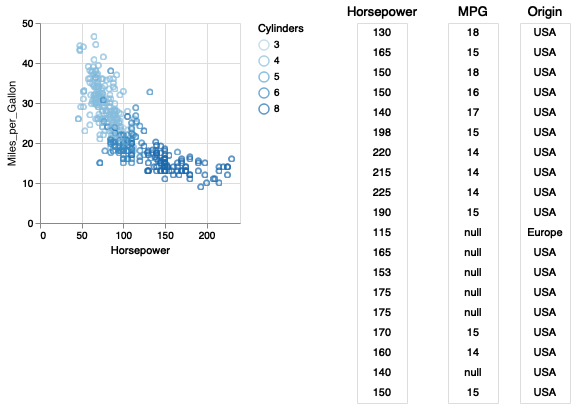 50
40
30
20
10
0
Miles_per_Gallon
0 50 100 150 200
Horsepower
Cylinders
3
4
5
6
8
Horsepower MPG Origin
130 18 USA
165 15 USA
150 18 USA
150 16 USA
140 17 USA
198 15 USA
220 14 USA
215 14 USA
225 14 USA
190 15 USA
115 null Europe
165 null USA
153 null USA
175 null USA
175 null USA
170 15 USA
160 14 USA
140 null USA
150 15 USA